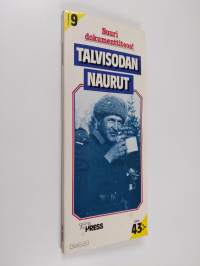 9
Suuri
dokumenttiteos!
TALVISODAN
NAURUT
PRESS
43,-